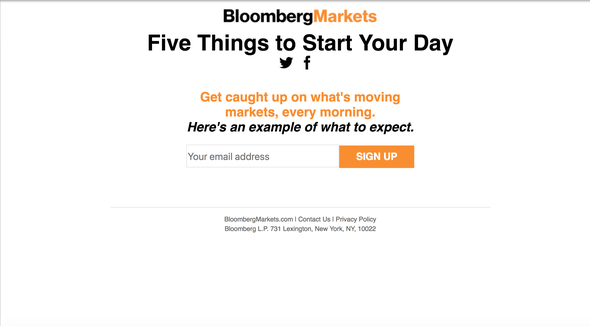 BloombergMarkets
Five Things to Start Your Day
Get caught up on what's moving
markets, every morning.
Here's an example of what to expect.
Your email address
SIGN UP
BloombergMarkets.com | Contact Us | Privacy Policy
Bloomberg L.P. 731 Lexington, New York, NY, 10022